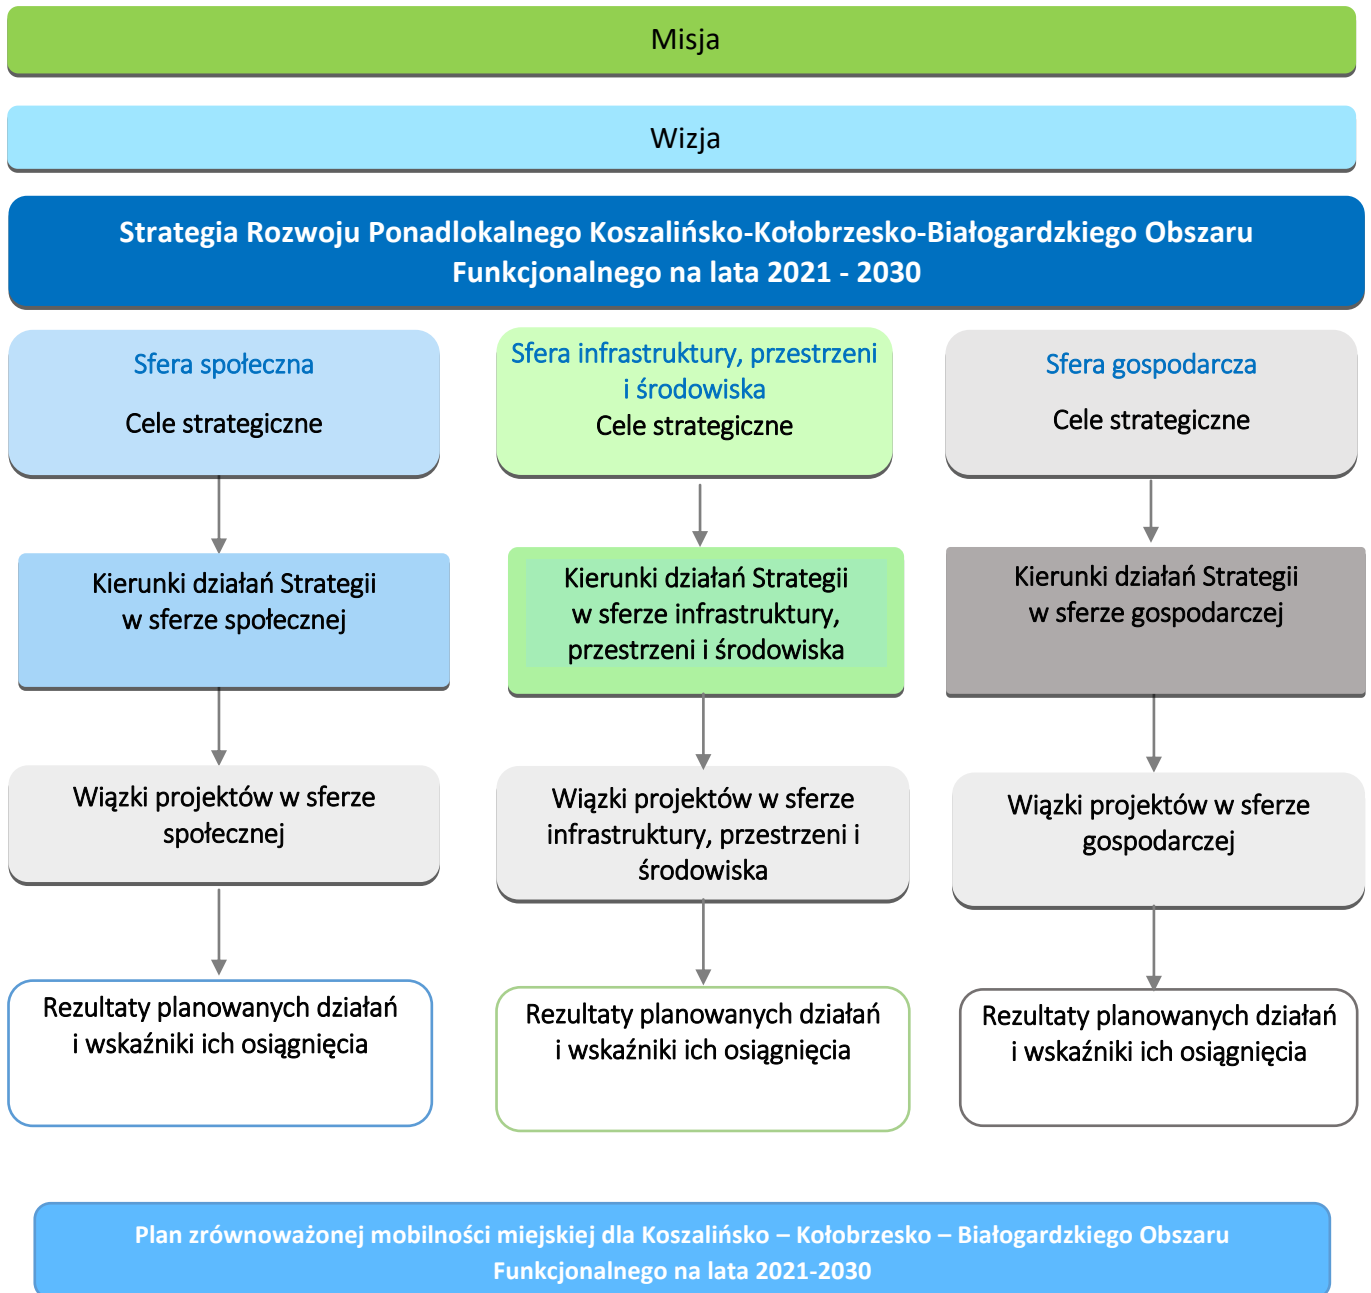 Misja
Wizja
Strategia Rozwoju Ponadlokalnego Koszalińsko-Kołobrzesko-Białogardzkiego Obszaru
Funkcjonalnego na lata 2021 - 2030
Sfera społeczna
Cele strategiczne
Sfera infrastruktury, przestrzeni
i środowiska
Cele strategiczne
Sfera gospodarcza
Cele strategiczne
Kierunki działań Strategii
w sferze społecznej
Kierunki działań Strategii
w sferze infrastruktury,
przestrzeni i środowiska
Kierunki działań Strategii
w sferze gospodarczej
Wiązki projektów w sferze
społecznej
Wiązki projektów w sferze
infrastruktury, przestrzeni i
środowiska
Wiązki projektów w sferze
gospodarczej
Rezultaty planowanych działań
i wskaźniki ich osiągnięcia
Rezultaty planowanych działań
i wskaźniki ich osiągnięcia
Rezultaty planowanych działań
i wskaźniki ich osiągnięcia
Plan zrównoważonej mobilności miejskiej dla Koszalińsko – Kołobrzesko – Białogardzkiego Obszaru
Funkcjonalnego na lata 2021-2030